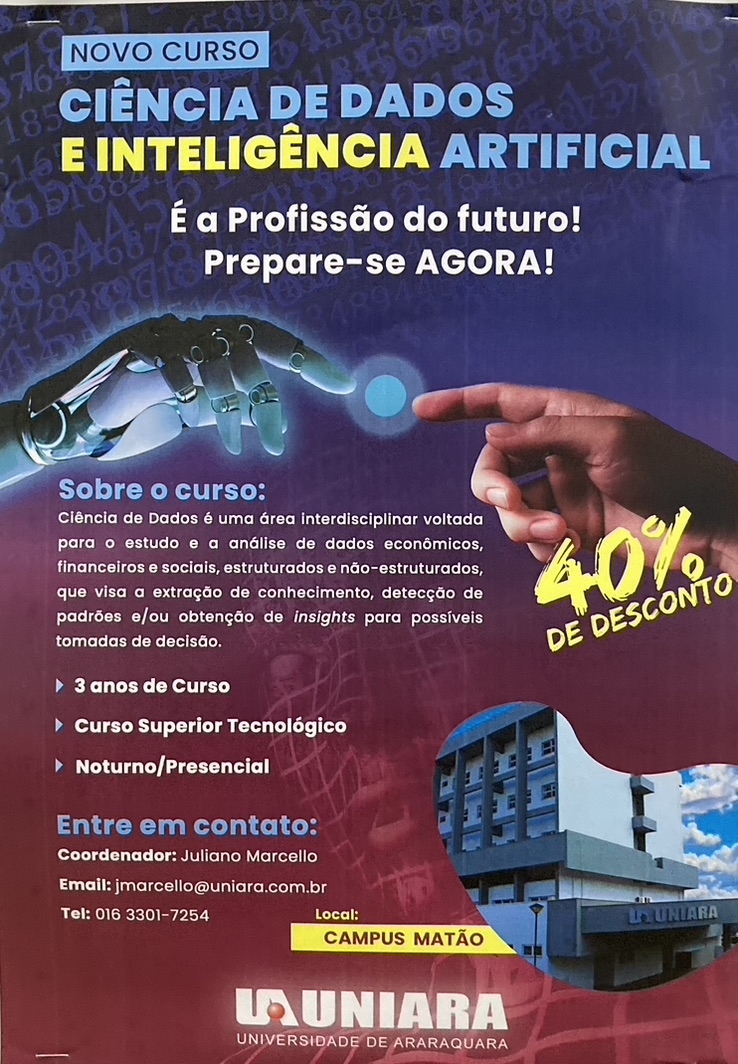 NOVO CURSO
CIÊNCIA DE DADOS
E INTELIGÊNCIA ARTIFICIAL
É a Profissão do futuro!
Prepare-se AGORA!
Sobre o curso:
Ciência de Dados é uma área interdisciplinar voltada
para o estudo e a análise de dados econômicos,
financeiros e sociais, estruturados e não-estruturados,
que visa a extração de conhecimento, detecção de
padrões e/ou obtenção de insights para possíveis
tomadas de decisão.
40%
DE DESCONTO
3 anos de Curso
Curso Superior Tecnológico
Noturno/Presencial
Entre em contato:
Coordenador: Juliano Marcello
Email: jmarcello@uniara.com.br
Tel: 016 3301-7254
Local:
CAMPUS MATÃO
UNIARA
UNIARA
UNIVERSIDADE DE ARARAQUARA